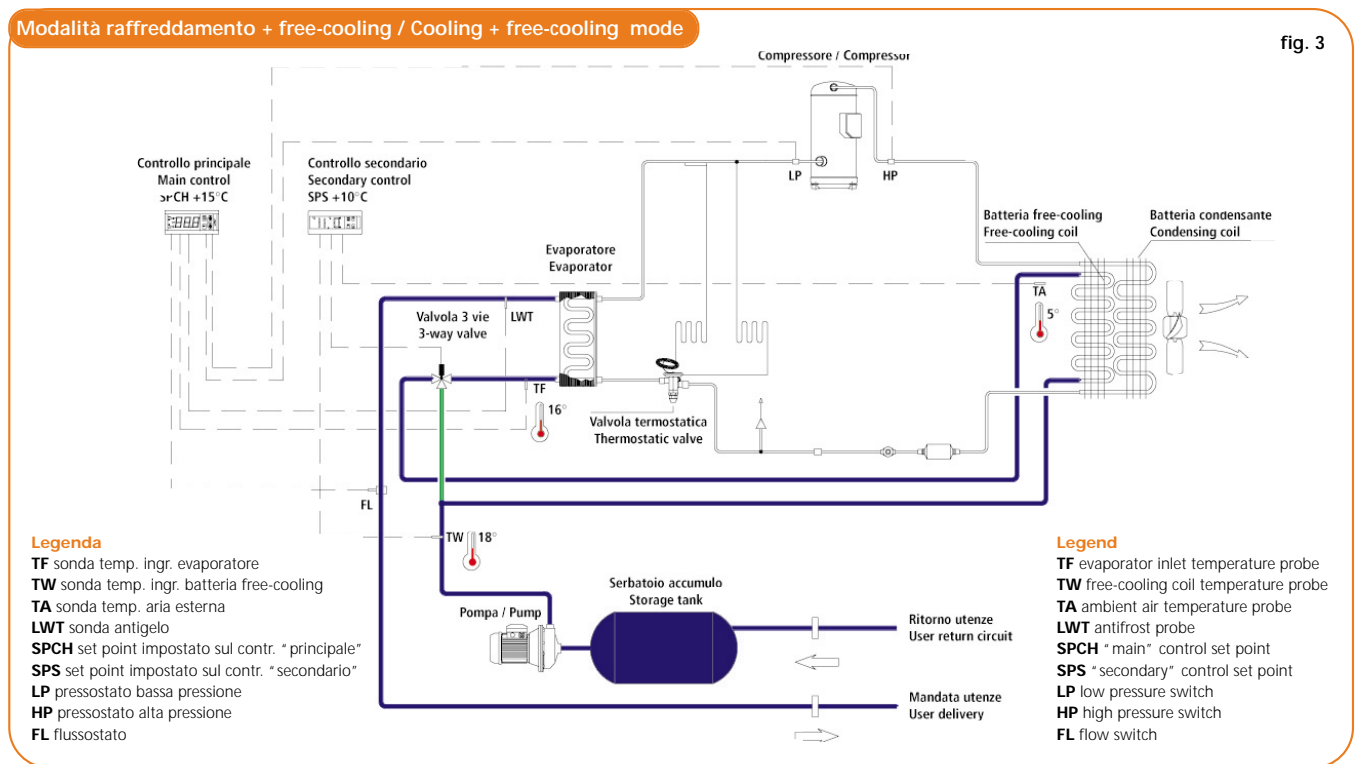 Modalità raffreddamento + free-cooling / Cooling + free-cooling mode
fig. 3
Compressore / Compressor
Controllo principale
Main control
SPCH +15°C
Controllo secondario
Secondary control
SPS +10°C
LP
HP
Batteria free-cooling
Free-cooling coil
Batteria condensante
Condensing coil
Evaporatore
Evaporator
TA
5°
Valvola 3 vie
3-way valve
LWT
TF
16°
Valvola termostatica
Thermostatic valve
FL
TW
18°
Serbatoio accumulo
Storage tank
Pompa / Pump
Ritorno utenze
User return circuit
Mandata utenze
User delivery
Legenda
TF sonda temp. ingr. evaporatore
TW sonda temp. ingr. batteria free-cooling
TA sonda temp. aria esterna
LWT sonda antigelo
SPCH set point impostato sul contr. "principale"
SPS set point impostato sul contr. "secondario"
LP pressostato bassa pressione
HP pressostato alta pressione
FL flussostato
Legend
TF evaporator inlet temperature probe
TW free-cooling coil temperature probe
TA ambient air temperature probe
LWT antifrost probe
SPCH "main" control set point
SPS "secondary" control set point
LP low pressure switch
HP high pressure switch
FL flow switch